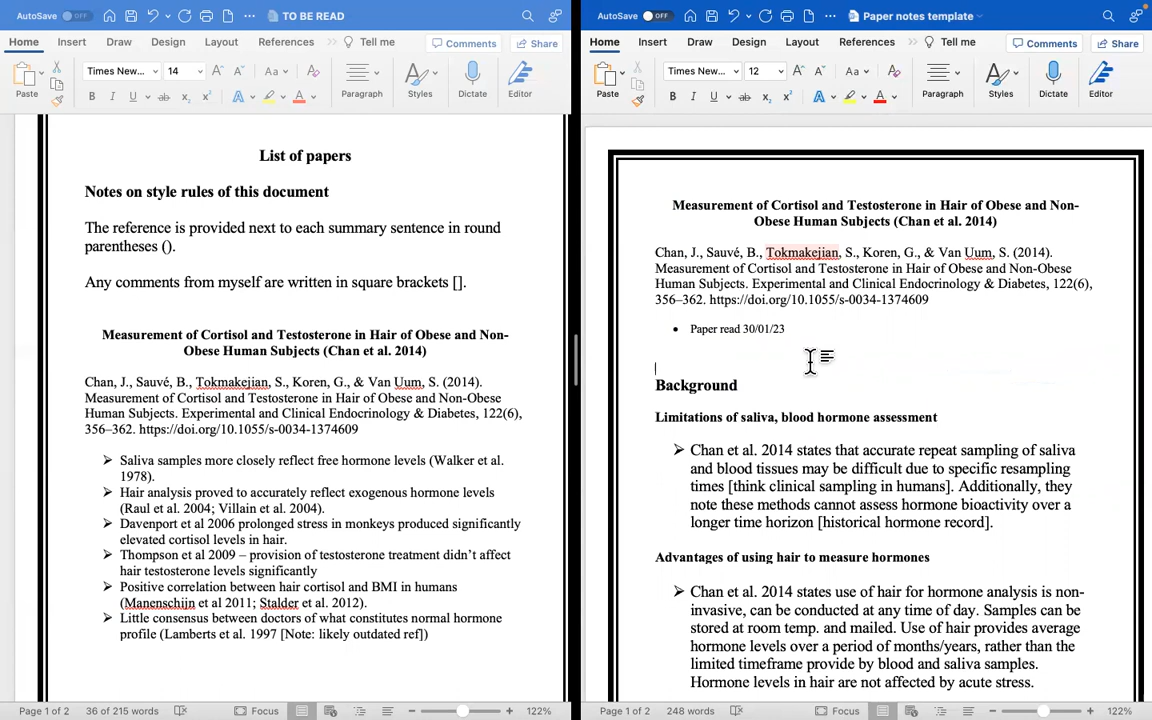 AutoSave OFF TO BE READ
Home Insert Draw Design Layout References Tell me Comments Share
Paste Times New... 14 Aa Paragraph Styles Dictate Editor
B I U ab x₂ x² A A
List of papers
Notes on style rules of this document
The reference is provided next to each summary sentence in round
parentheses ().
Any comments from myself are written in square brackets [].
Measurement of Cortisol and Testosterone in Hair of Obese and Non-
Obese Human Subjects (Chan et al. 2014)
Chan, J., Sauvé, B., Tokmakejian, S., Koren, G., & Van Uum, S. (2014).
Measurement of Cortisol and Testosterone in Hair of Obese and Non-Obese
Human Subjects. Experimental and Clinical Endocrinology & Diabetes, 122(6),
356–362. https://doi.org/10.1055/s-0034-1374609
Saliva samples more closely reflect free hormone levels (Walker et al.
1978).
Hair analysis proved to accurately reflect exogenous hormone levels
(Raul et al. 2004; Villain et al. 2004).
Davenport et al 2006 prolonged stress in monkeys produced significantly
elevated cortisol levels in hair.
Thompson et al 2009 – provision of testosterone treatment didn't affect
hair testosterone levels significantly
Positive correlation between hair cortisol and BMI in humans
(Manenschijn et al 2011; Stalder et al. 2012).
Little consensus between doctors of what constitutes normal hormone
profile (Lamberts et al. 1997 [Note: likely outdated ref])
Page 1 of 2 36 of 215 words Focus 122%
AutoSave OFF Paper notes template
Home Insert Draw Design Layout References Tell me Comments Share
Paste Times New... 12 Aa Paragraph Styles Dictate Editor
B I U ab x₂ x² A A
Measurement of Cortisol and Testosterone in Hair of Obese and Non-
Obese Human Subjects (Chan et al. 2014)
Chan, J., Sauvé, B., Tokmakejian, S., Koren, G., & Van Uum, S. (2014).
Measurement of Cortisol and Testosterone in Hair of Obese and Non-Obese
Human Subjects. Experimental and Clinical Endocrinology & Diabetes, 122(6),
356–362. https://doi.org/10.1055/s-0034-1374609
• Paper read 30/01/23
Background
Limitations of saliva, blood hormone assessment
Chan et al. 2014 states that accurate repeat sampling of saliva
and blood tissues may be difficult due to specific resampling
times [think clinical sampling in humans]. Additionally, they
note these methods cannot assess hormone bioactivity over a
longer time horizon [historical hormone record].
Advantages of using hair to measure hormones
Chan et al. 2014 states use of hair for hormone analysis is non-
invasive, can be conducted at any time of day. Samples can be
stored at room temp. and mailed. Use of hair provides average
hormone levels over a period of months/years, rather than the
limited timeframe provide by blood and saliva samples.
Hormone levels in hair are not affected by acute stress.
Page 1 of 2 248 words Focus 122%